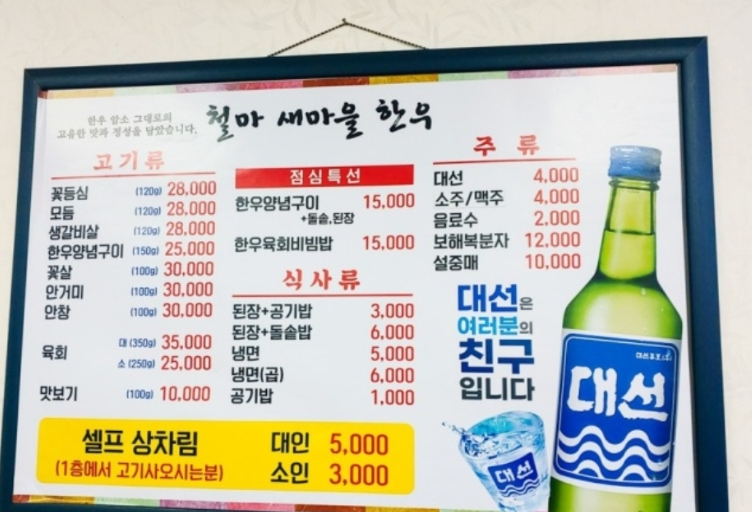 한우 암소 그대로의
고유한 맛과 정성을 담았습니다.
철마 새마을 한우
고기류
꽃등심 (120g) 28,000
모듬 (120g) 28,000
생갈비살 (120g) 28,000
한우양념구이 (150g) 25,000
꽃살 (100g) 30,000
안거미 (100g) 30,000
안창 (100g) 30,000
육회 대 (350g) 35,000
소 (250g) 25,000
맛보기 (100g) 10,000
점심특선
한우양념구이 15,000
+돌솥,된장
한우육회비빔밥 15,000
식사류
된장+공기밥 3,000
된장+돌솥밥 6,000
냉면 5,000
냉면(곱) 6,000
공기밥 1,000
주류
대선 4,000
소주/맥주 4,000
음료수 2,000
보해복분자 12,000
설중매 10,000
대선은
여러분의
친구
입니다
대선
대선
셀프 상차림 대인 5,000
(1층에서 고기사오시는분) 소인 3,000